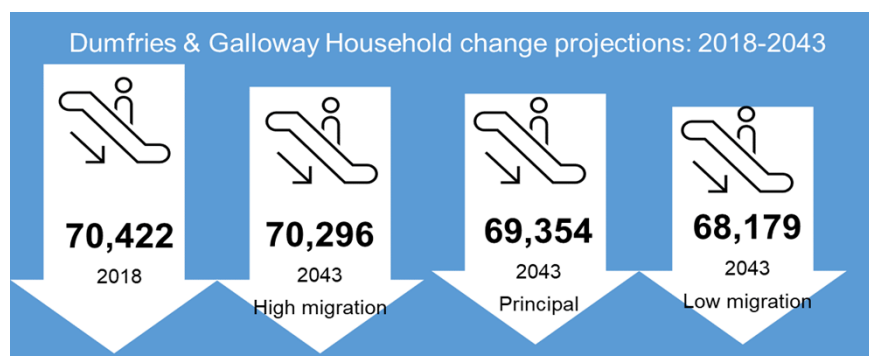 Dumfries & Galloway Household change projections: 2018-2043
70,422
2018
70,296
2043
High migration
69,354
2043
Principal
68,179
2043
Low migration